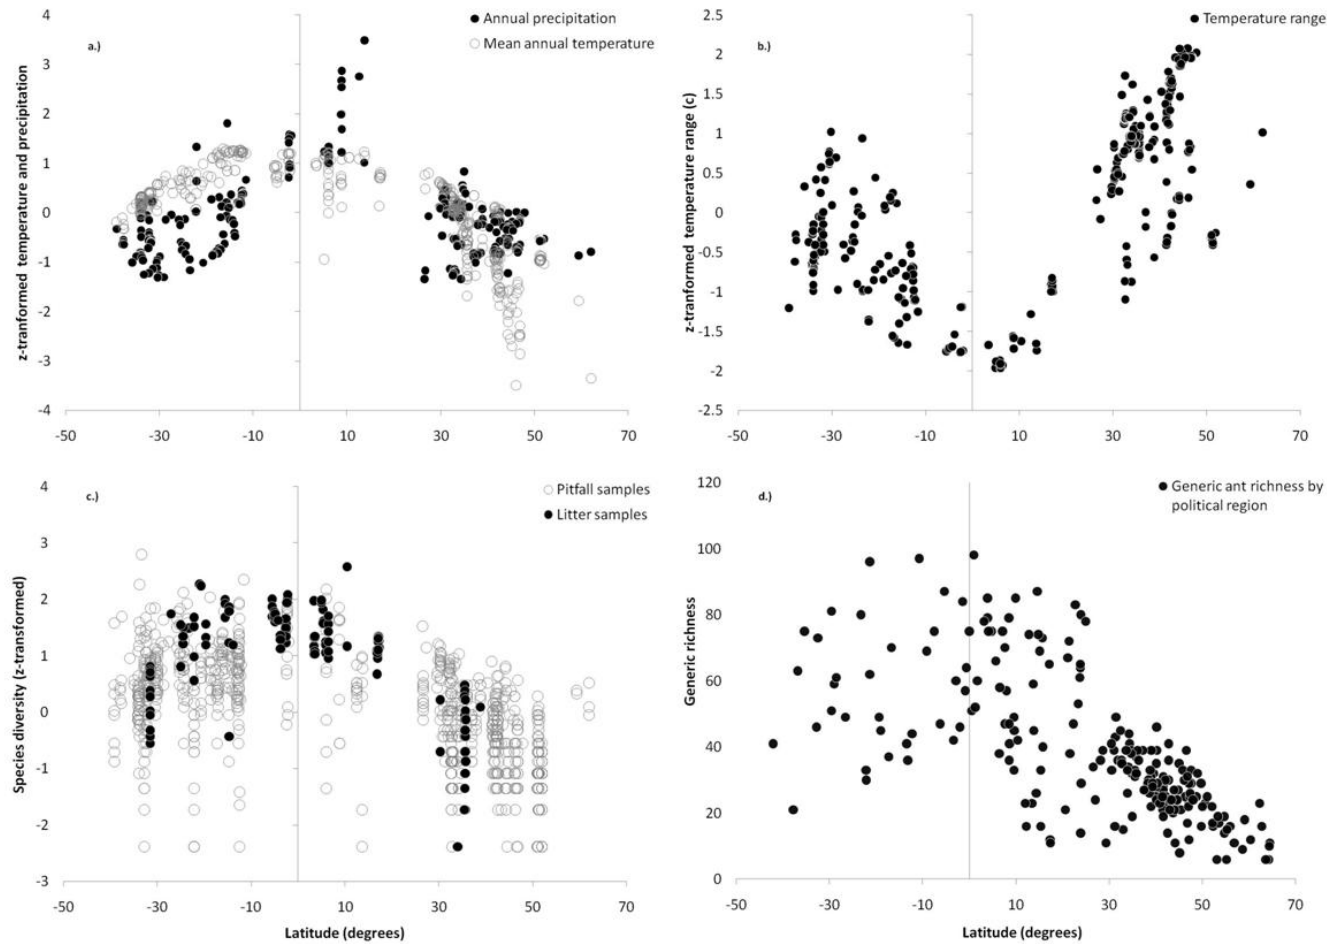 a.)
Annual precipitation
Mean annual temperature
z-tranformed temperature and precipitation
4
3
2
1
0
-1
-2
-3
-4
-50 -30 -10 10 30 50 70
b.)
Temperature range
z-tranformed temperature range (c)
2.5
2
1.5
1
0.5
0
-0.5
-1
-1.5
-2
-2.5
-50 -30 -10 10 30 50 70
c.)
Pitfall samples
Litter samples
Species diversity (z-transformed)
4
3
2
1
0
-1
-2
-3
-50 -30 -10 10 30 50 70
Latitude (degrees)
d.)
Generic ant richness by
political region
Generic richness
120
100
80
60
40
20
0
-50 -30 -10 10 30 50 70
Latitude (degrees)